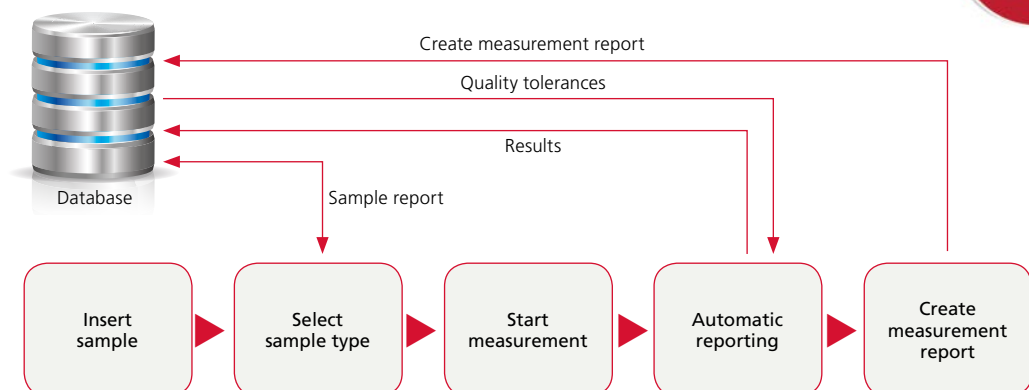 Create measurement report
Quality tolerances
Results
Database
Sample report
Insert
sample
Select
sample type
Start
measurement
Automatic
reporting
Create
measurement
report